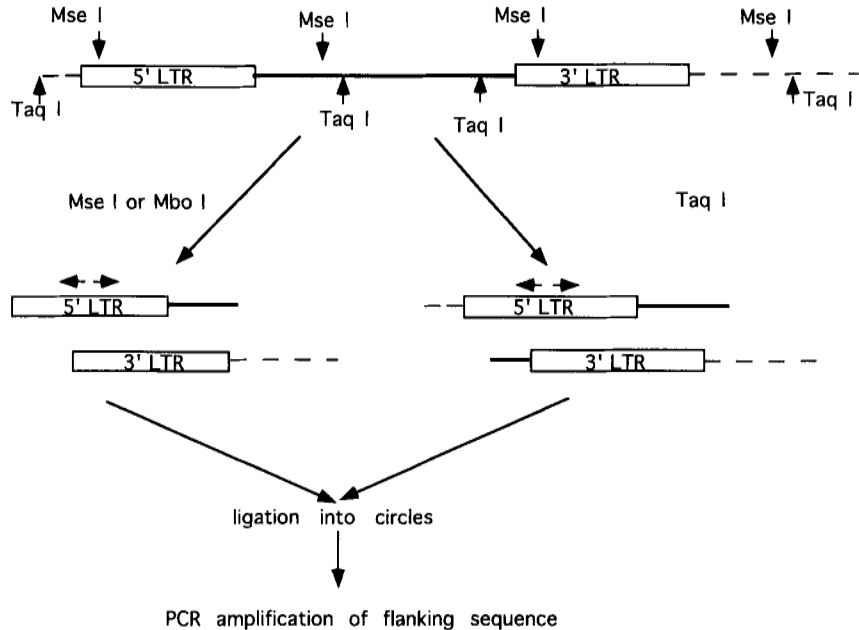 Mse I
Mse I
Mse I
Mse I
5' LTR
3' LTR
Taq I
Taq I
Taq I
Taq I
Mse I or Mbo I
Taq I
5' LTR
5' LTR
3' LTR
3' LTR
ligation into circles
PCR amplification of flanking sequence